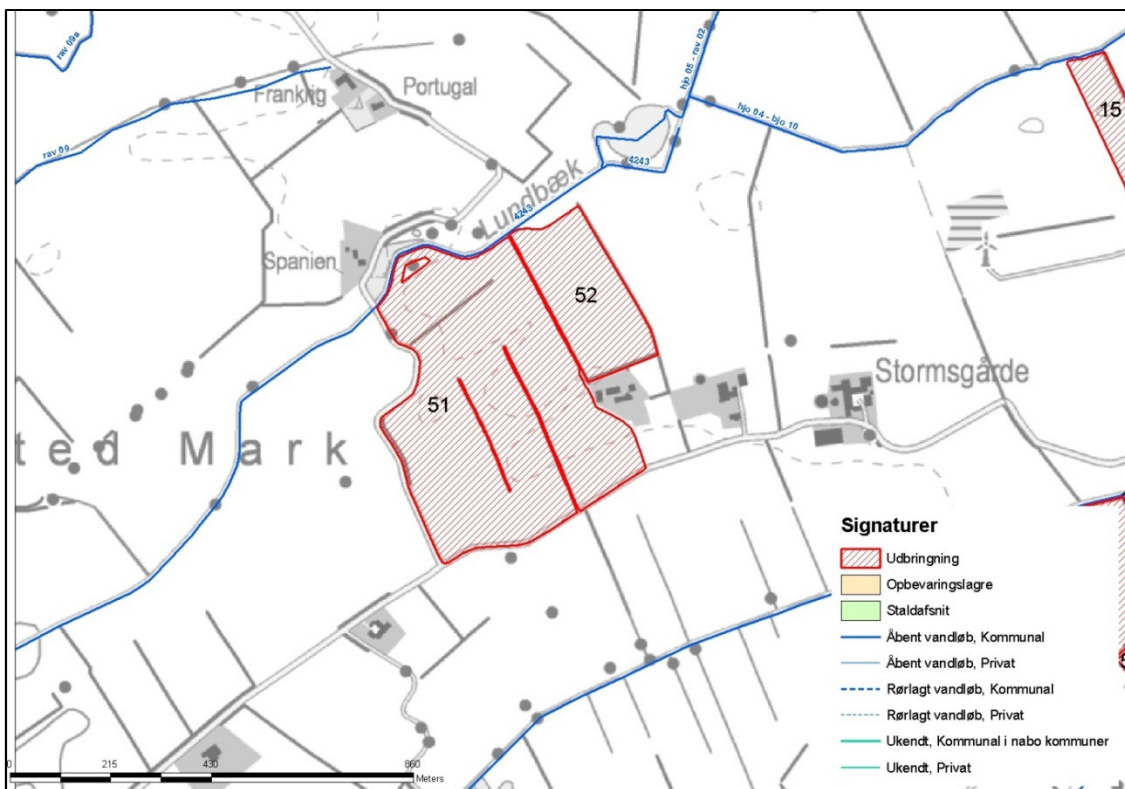 rav 09a
hjo 05 - rav 02
Frankrig
Portugal
15
rav 09
hjo 04 - bjo 10
4243
Lundbæk
4243
Spanien
52
Stormsgårde
51
ted Mark
Signaturer
Udbringning
Opbevaringslagre
Staldafsnit
Åbent vandløb, Kommunal
Åbent vandløb, Privat
Rørlagt vandløb, Kommunal
Rørlagt vandløb, Privat
Ukendt, Kommunal i nabo kommuner
Ukendt, Privat
0 215 430 860
Meters